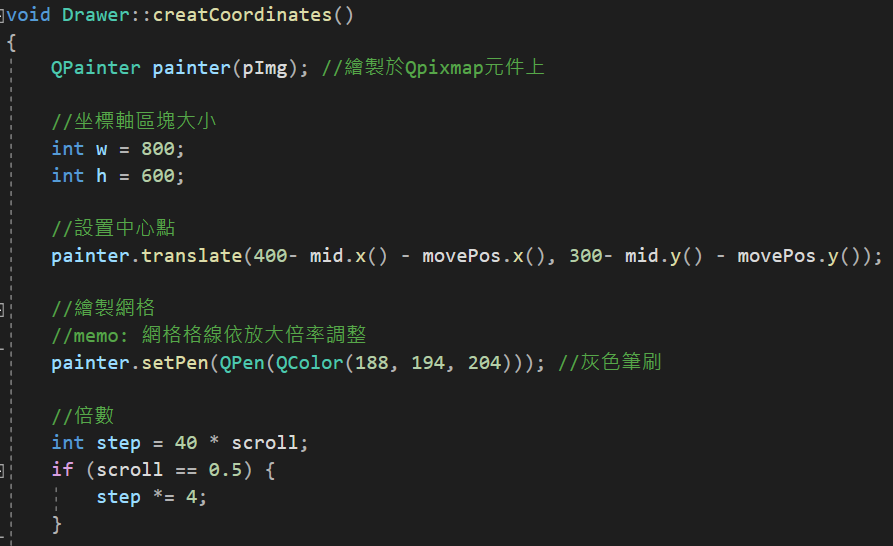 void Drawer::creatCoordinates()
{
    QPainter painter(pImg); //繪製於Qpixmap元件上
    //坐標軸區塊大小
    int w = 800;
    int h = 600;
    //設置中心點
    painter.translate(400- mid.x() - movePos.x(), 300- mid.y() - movePos.y());
    //繪製網格
    //memo: 網格格線依放大倍率調整
    painter.setPen(QPen(QColor(188, 194, 204))); //灰色筆刷
    //倍數
    int step = 40 * scroll;
    if (scroll == 0.5) {
        step *= 4;
    }